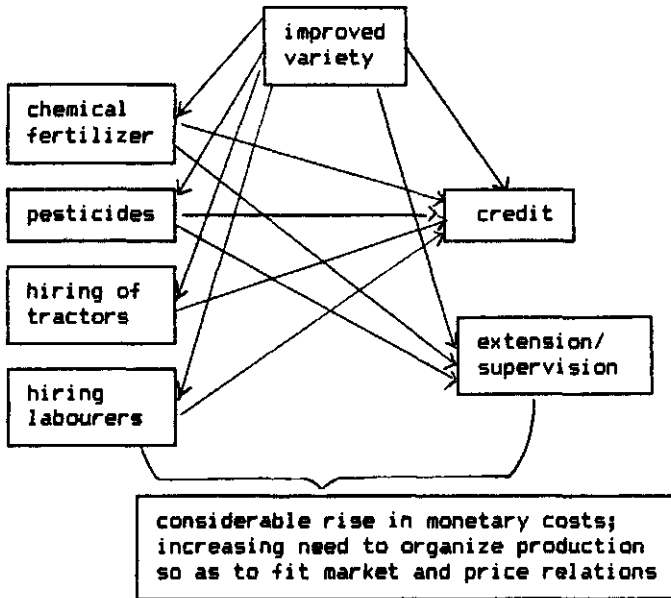 improved
variety
chemical
fertilizer
pesticides
credit
hiring of
tractors
extension/
supervision
hiring
labourers
considerable rise in monetary costs;
increasing need to organize production
so as to fit market and price relations